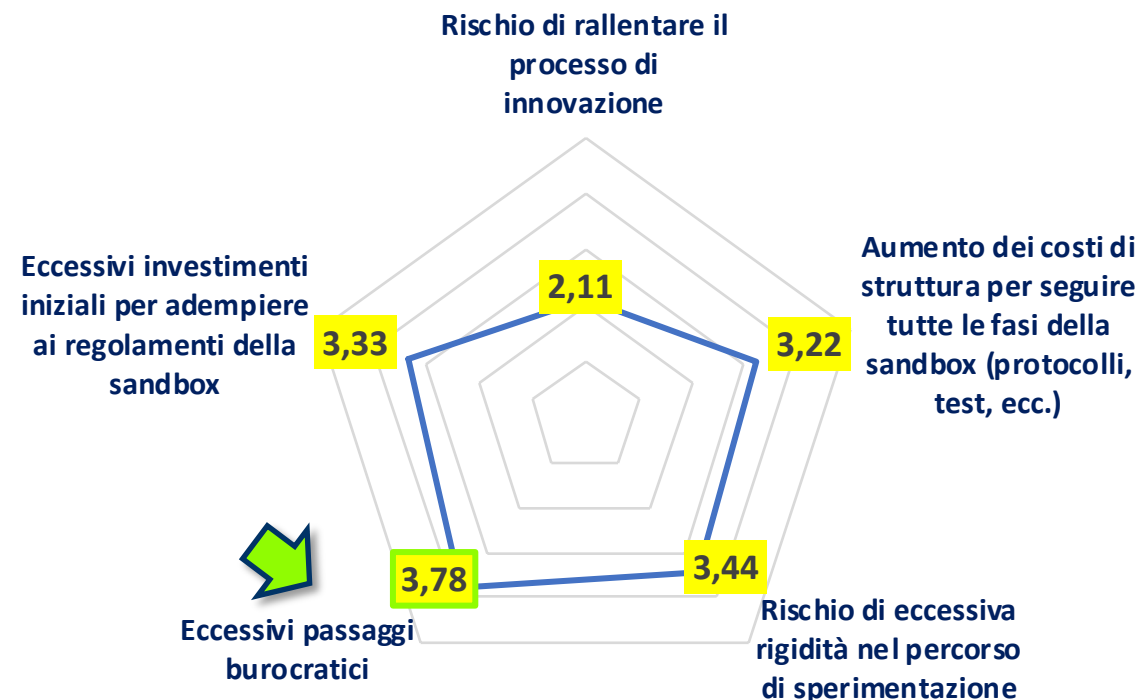 Rischio di rallentare il
processo di
innovazione
2,11
Aumento dei costi di
struttura per seguire
tutte le fasi della
sandbox (protocolli,
test, ecc.)
3,22
Eccessivi investimenti
iniziali per adempiere
ai regolamenti della
sandbox
3,33
3,78
Eccessivi passaggi
burocratici
3,44
Rischio di eccessiva
rigidità nel percorso
di sperimentazione